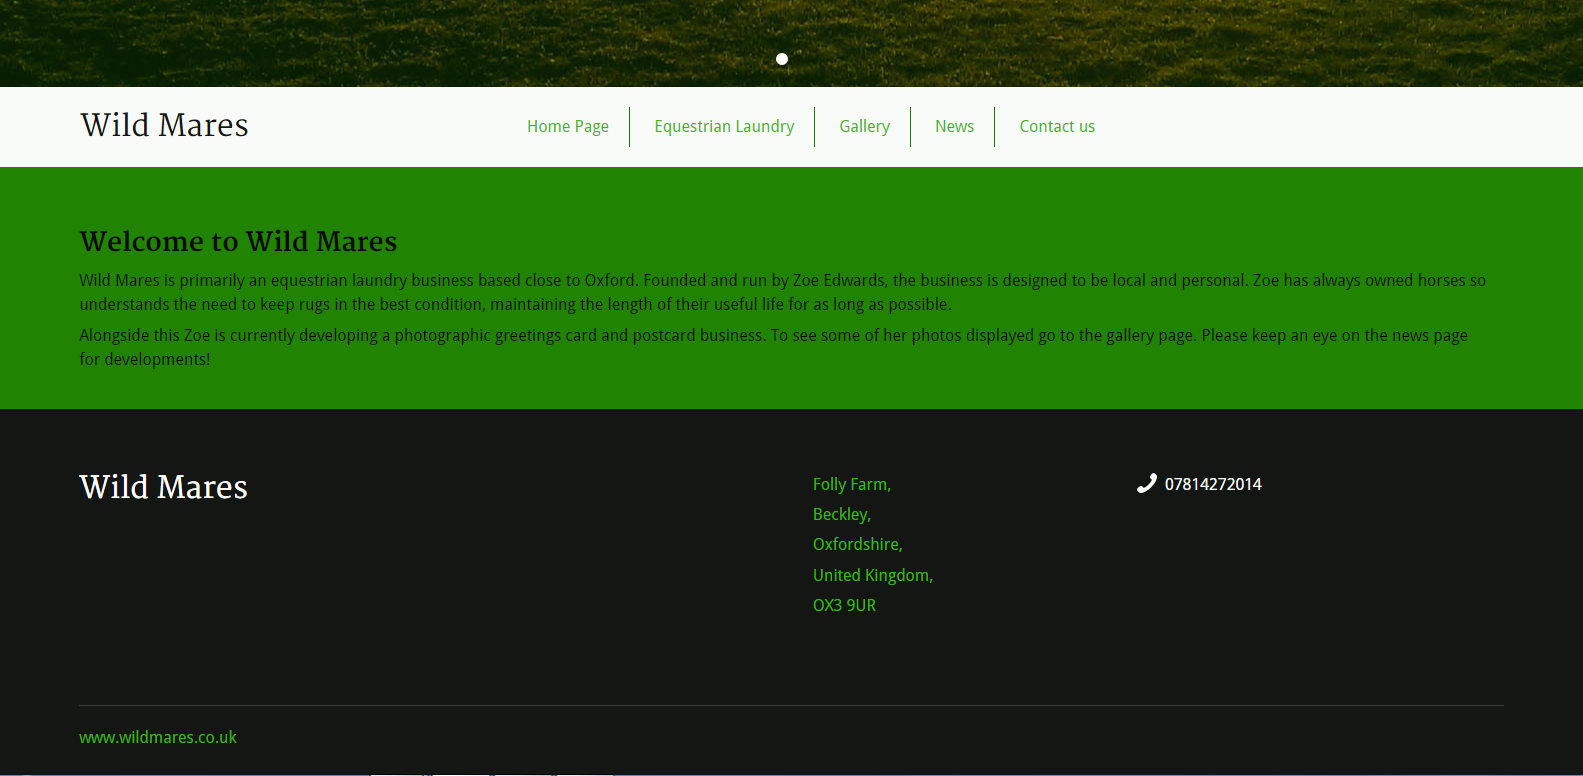 Wild Mares
Home Page
Equestrian Laundry
Gallery
News
Contact us
Welcome to Wild Mares
Wild Mares is primarily an equestrian laundry business based close to Oxford. Founded and run by Zoe Edwards, the business is designed to be local and personal. Zoe has always owned horses so
understands the need to keep rugs in the best condition, maintaining the length of their useful life for as long as possible.
Alongside this Zoe is currently developing a photographic greetings card and postcard business. To see some of her photos displayed go to the gallery page. Please keep an eye on the news page
for developments!
Wild Mares
Folly Farm,
Beckley,
Oxfordshire,
United Kingdom,
OX3 9UR
07814272014
www.wildmares.co.uk